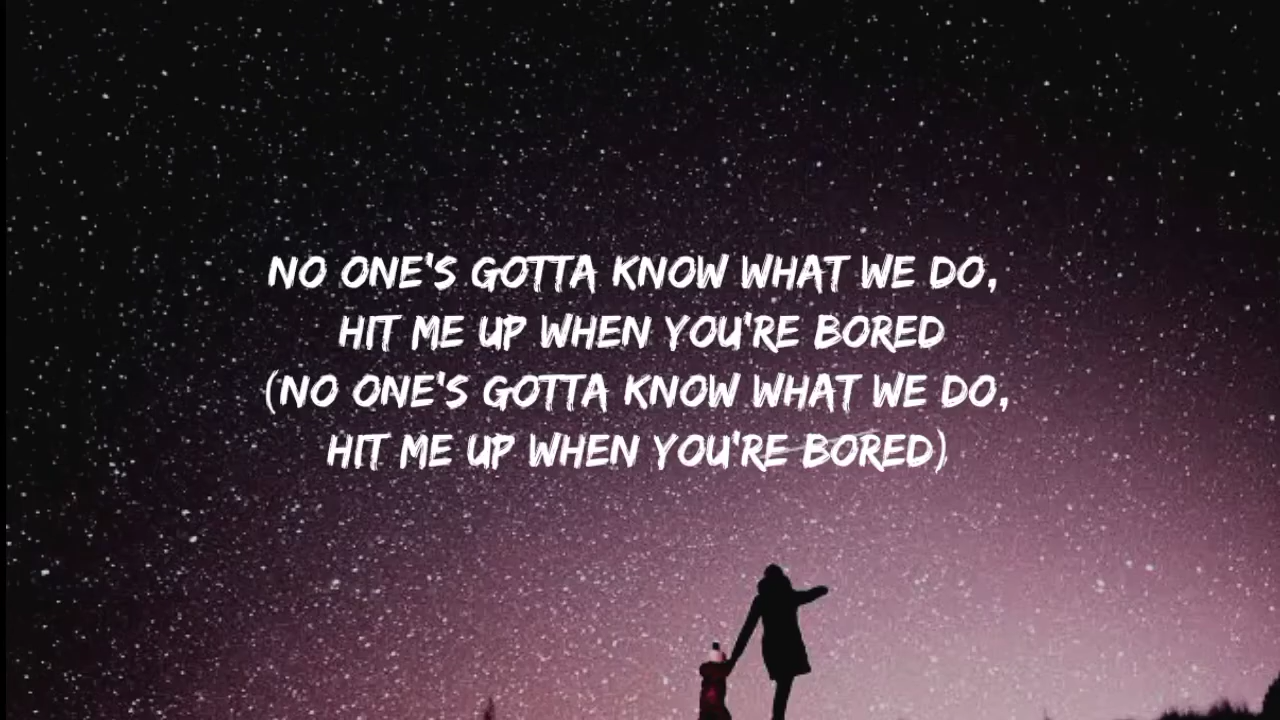 NO ONE'S GOTTA KNOW WHAT WE DO,
HIT ME UP WHEN YOU'RE BORED
(NO ONE'S GOTTA KNOW WHAT WE DO,
HIT ME UP WHEN YOU'RE BORED)